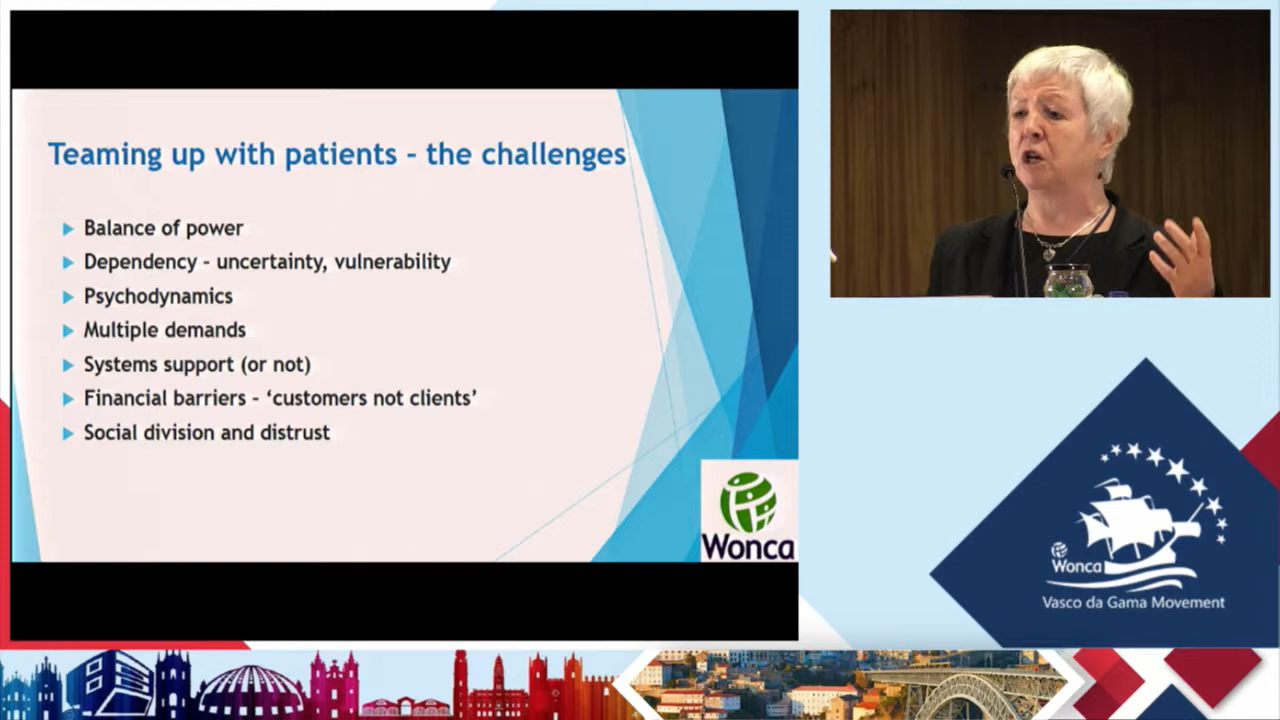 Teaming up with patients – the challenges
Balance of power
Dependency – uncertainty, vulnerability
Psychodynamics
Multiple demands
Systems support (or not)
Financial barriers – ‘customers not clients’
Social division and distrust
Wonca
Wonca
Vasco da Gama Movement